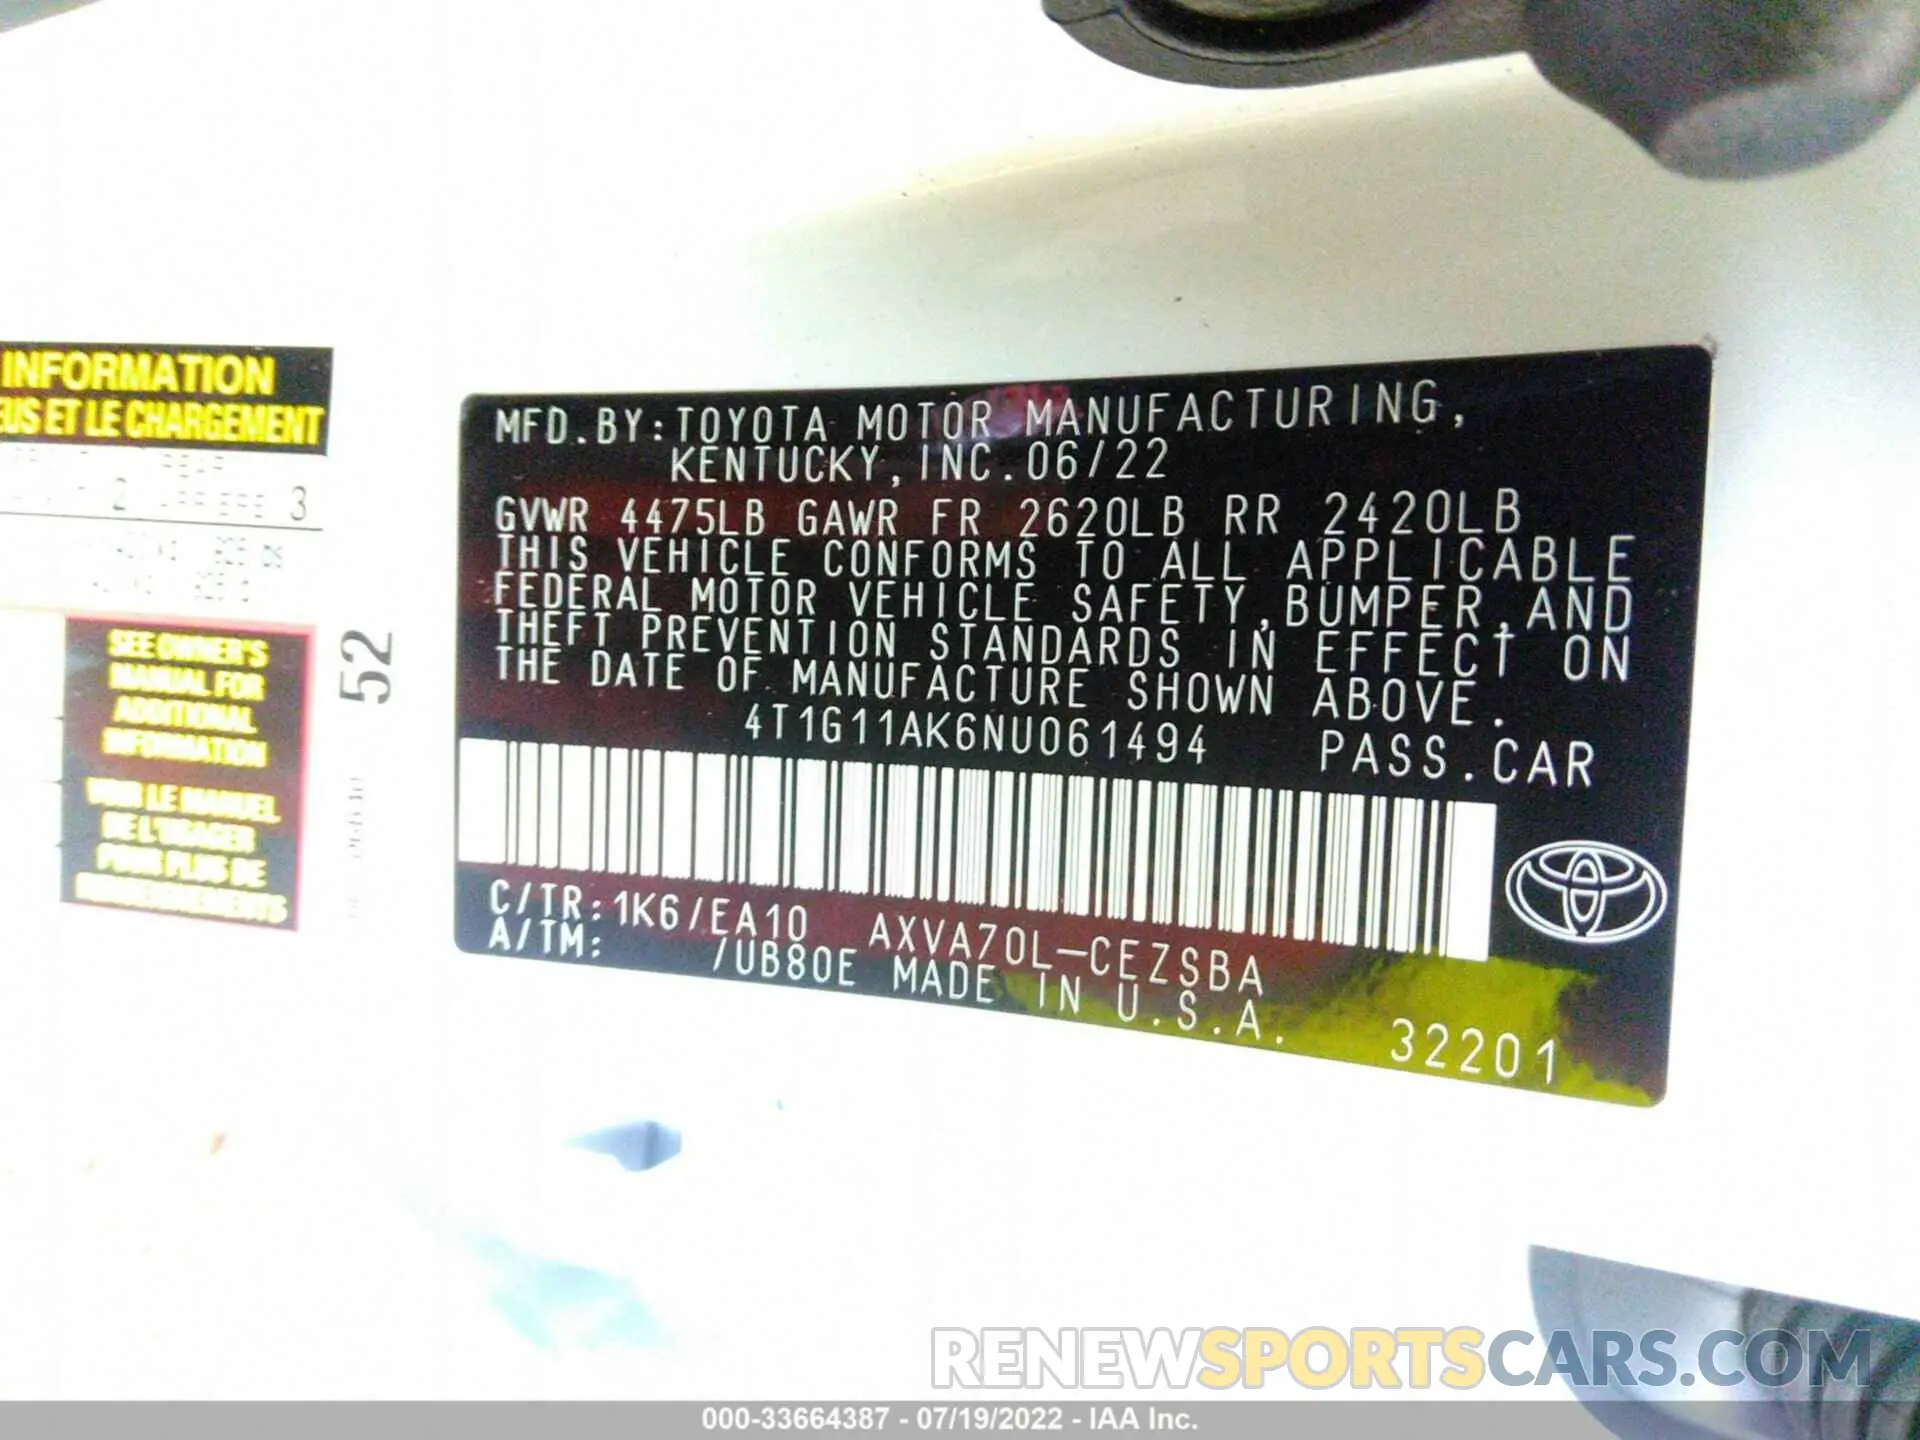 INFORMATION
EUS ET LE CHARGEMENT
2
3
SEE OWNER'S
MANUAL FOR
ADDITIONAL
INFORMATION
VOIR LE MANUEL
DE L'USAGER
POUR PLUS DE
RENSEIGNEMENTS
52
MFD.BY:TOYOTA MOTOR MANUFACTURING,
KENTUCKY,INC.06/22
GVWR 4475LB GAWR FR 2620LB RR 2420LB
THIS VEHICLE CONFORMS TO ALL APPLICABLE
FEDERAL MOTOR VEHICLE SAFETY,BUMPER,AND
THEFT PREVENTION STANDARDS IN EFFECT ON
THE DATE OF MANUFACTURE SHOWN ABOVE.
4T1G11AK6NU061494 PASS.CAR
C/TR:1K6/EA10 AXVA70L-CEZSBA
A/TM: /UB80E MADE IN U.S.A.
32201
RENEWSPORTSCARS.COM
000-33664387 - 07/19/2022 - IAA Inc.